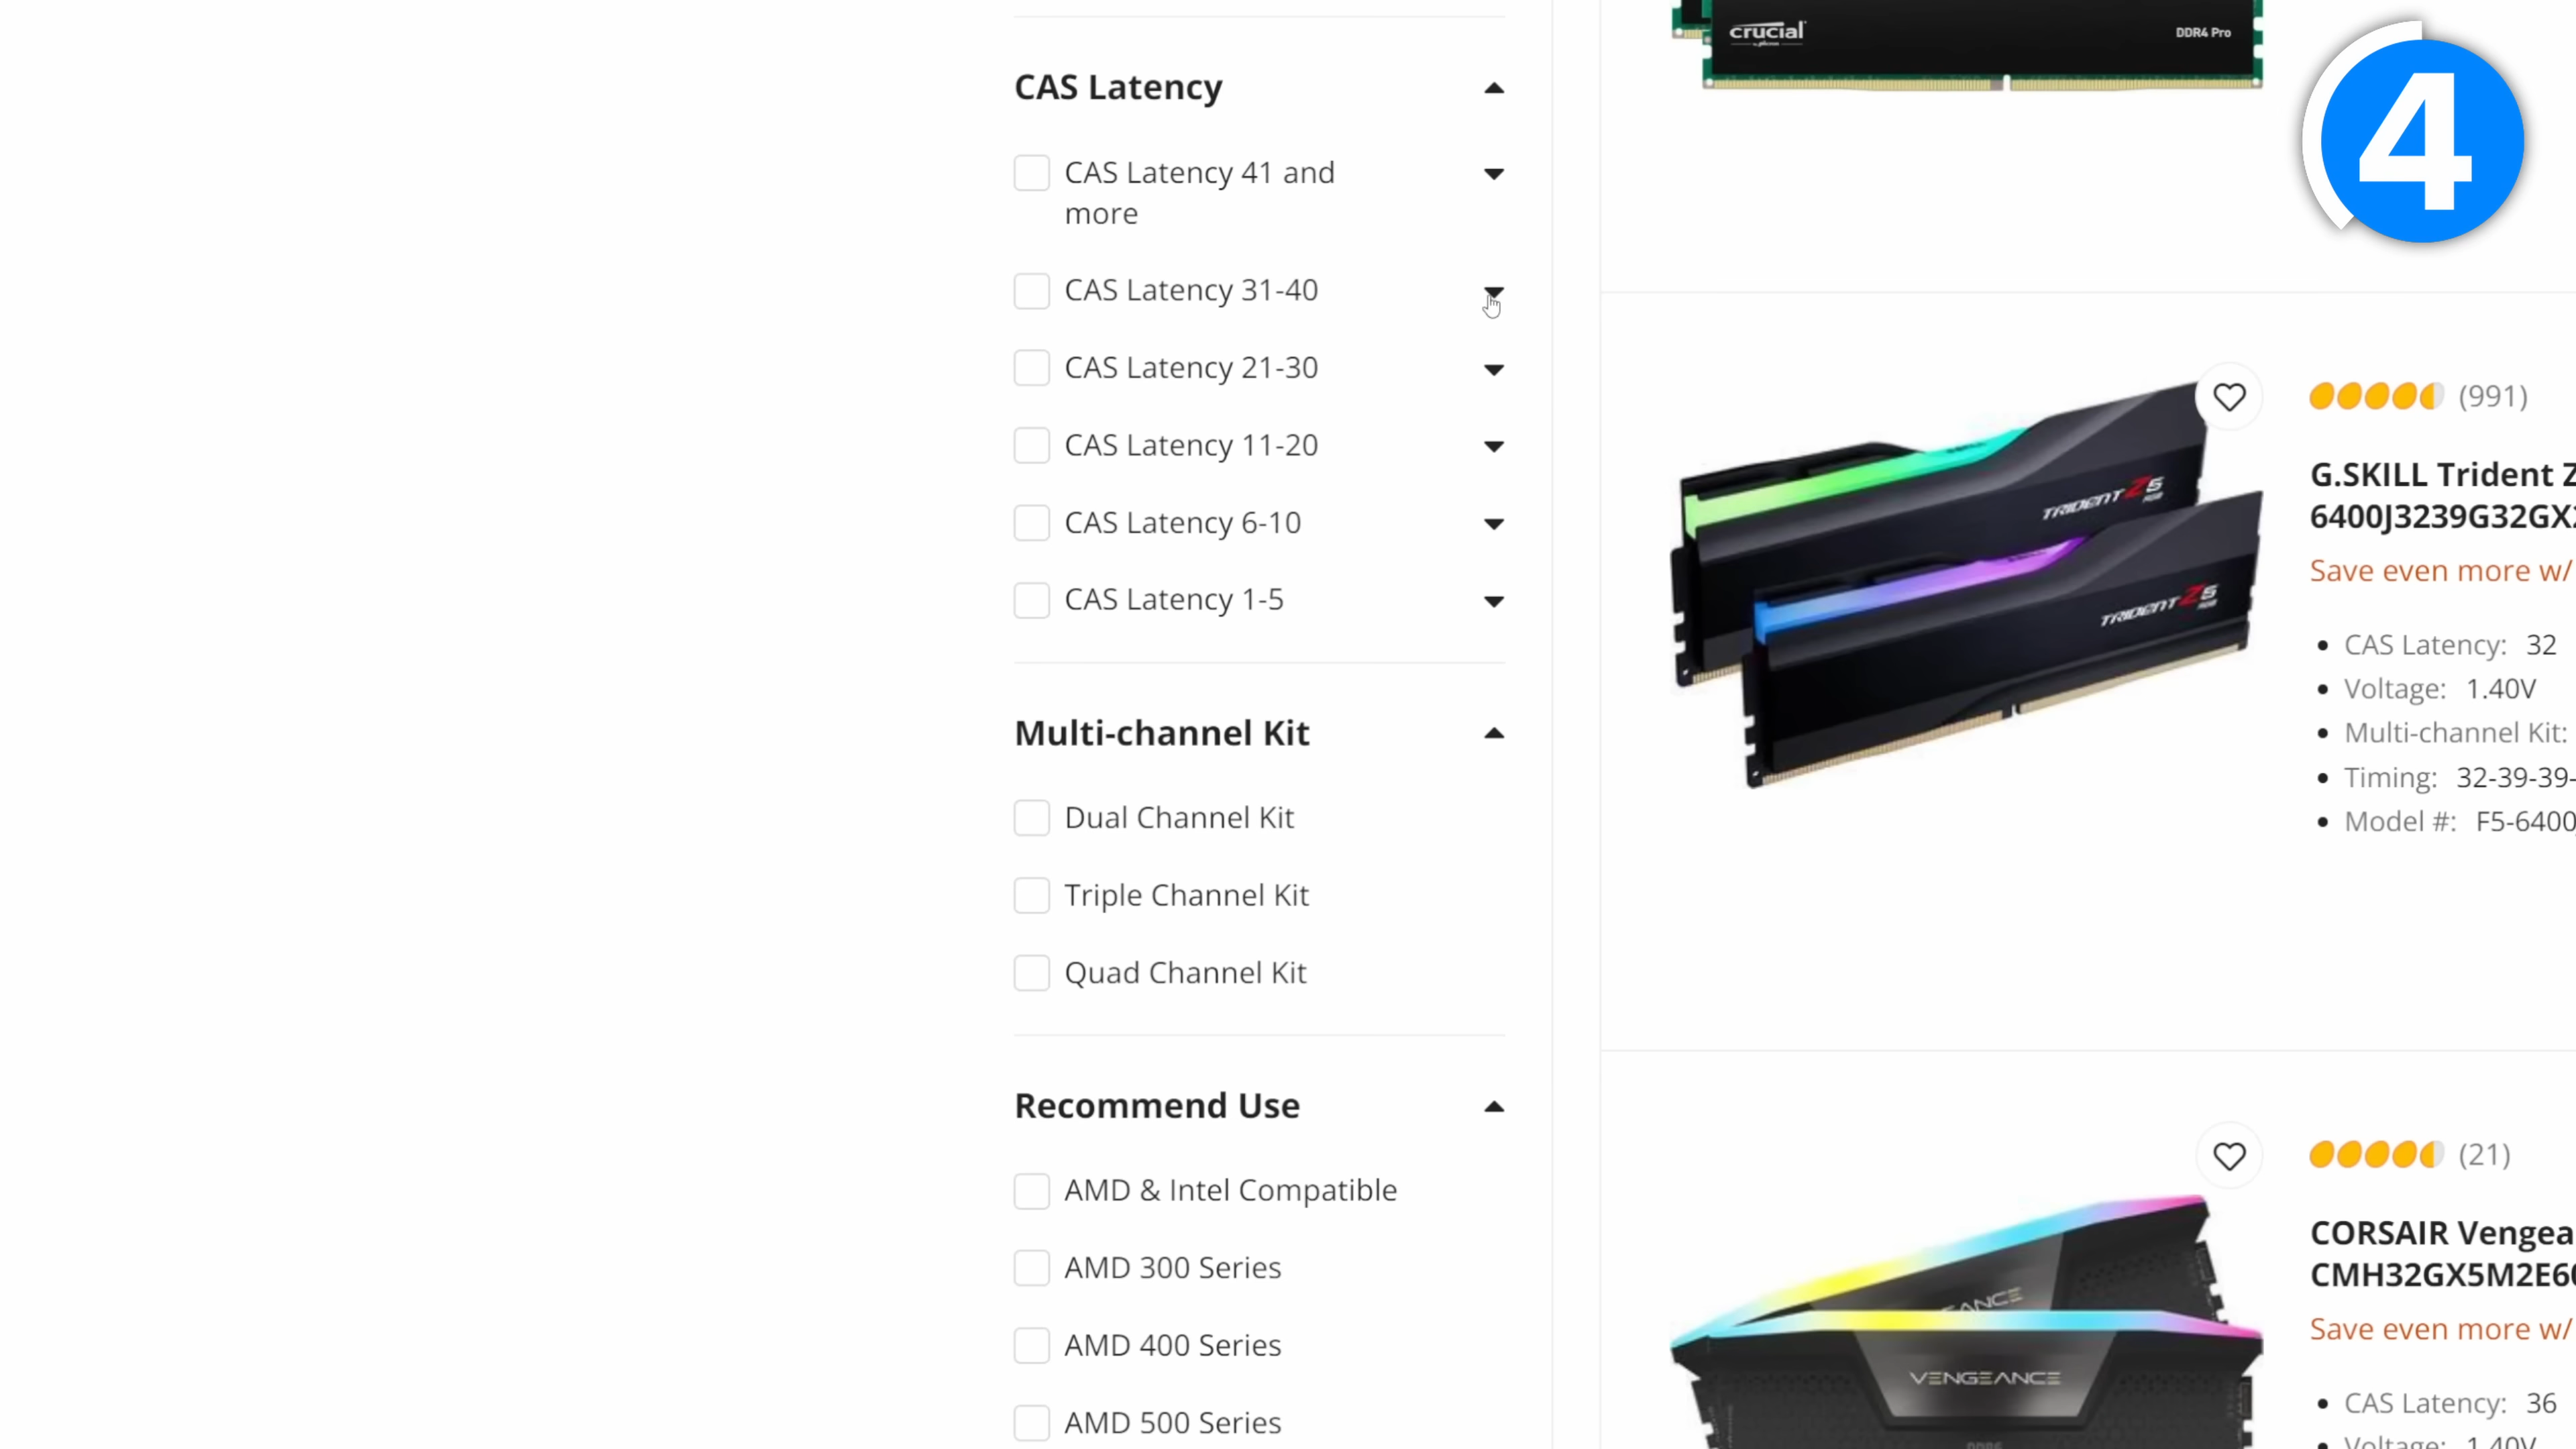 CAS Latency
CAS Latency 41 and
more
CAS Latency 31-40
CAS Latency 21-30
CAS Latency 11-20
CAS Latency 6-10
CAS Latency 1-5
Multi-channel Kit
Dual Channel Kit
Triple Channel Kit
Quad Channel Kit
Recommend Use
AMD & Intel Compatible
AMD 300 Series
AMD 400 Series
AMD 500 Series
crucial
DDR4 Pro
4
TRIDENT Z5
RGB
TRIDENT Z5
RGB
(991)
G.SKILL Trident Z
6400J3239G32GX
Save even more w/
CAS Latency: 32
Voltage: 1.40V
Multi-channel Kit:
Timing: 32-39-39-
Model #: F5-6400
VENGEANCE
(21)
CORSAIR Vengea
CMH32GX5M2E6
Save even more w/
CAS Latency: 36
Voltage: 1.40V